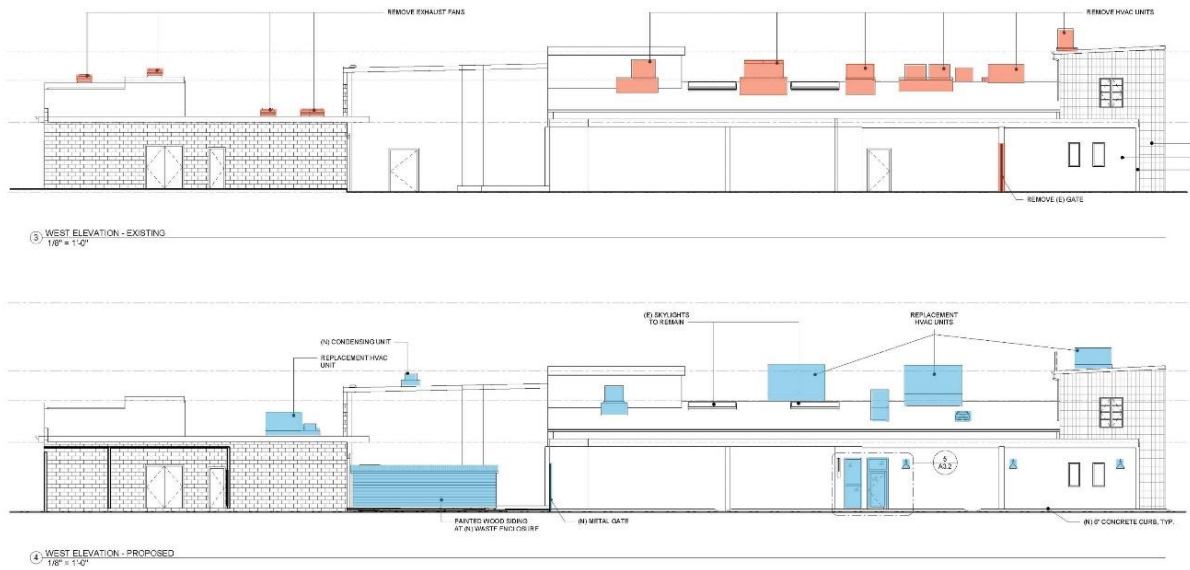 REMOVE EXHAUST FANS
REMOVE HVAC UNITS
REMOVE (E) GATE
3 WEST ELEVATION - EXISTING
1/8" = 1'-0"
(E) SKYLIGHTS
TO REMAIN
REPLACEMENT
HVAC UNITS
(N) CONDENSING UNIT
REPLACEMENT HVAC
UNIT
5
A3.2
PAINTED WOOD SIDING
AT (N) WASTE ENCLOSURE
(N) METAL GATE
(N) 6" CONCRETE CURB, TYP.
4 WEST ELEVATION - PROPOSED
1/8" = 1'-0"